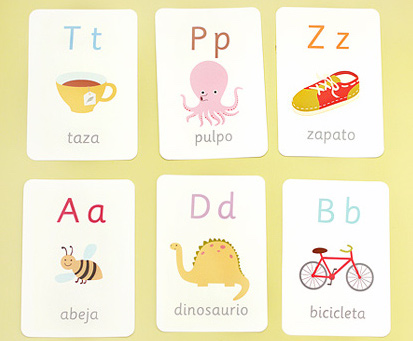 T t
taza
P p
pulpo
Z z
zapato
A a
abeja
D d
dinosaurio
B b
bicicleta